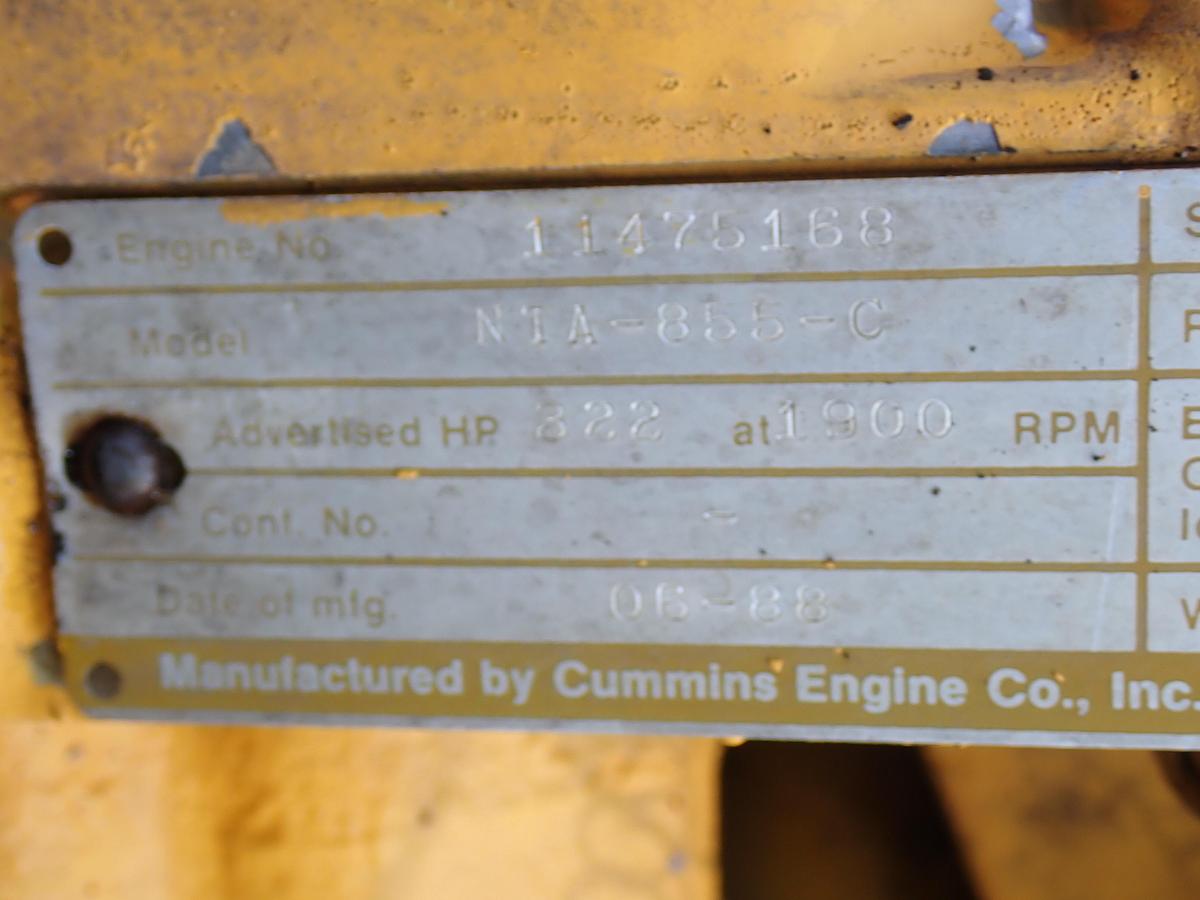 Engine No. 11475168 S
Model NTA-855-C F
Advertised HP. 322 at 1900 RPM E
C
Cont. No. - Id
Date of mfg. 06-88 W
Manufactured by Cummins Engine Co., Inc.